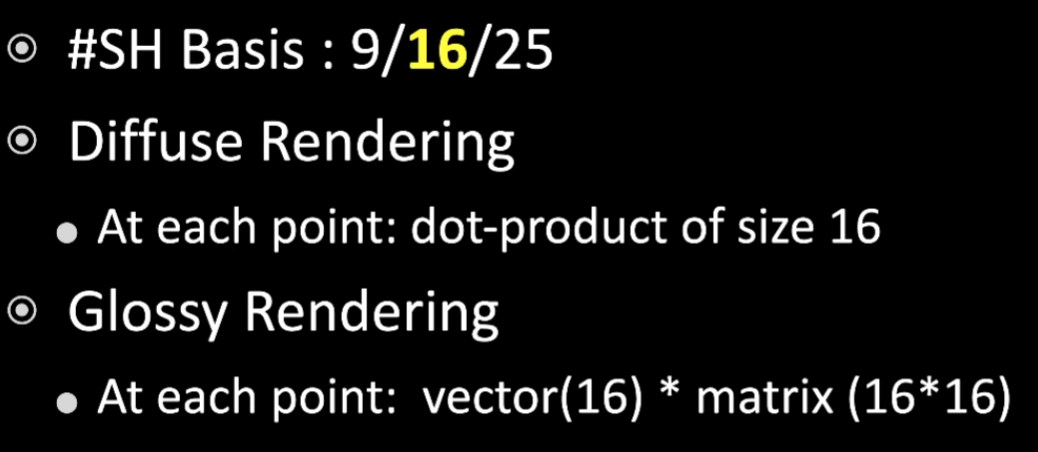 #SH Basis : 9/16/25
Diffuse Rendering
At each point: dot-product of size 16
Glossy Rendering
At each point: vector(16) * matrix (16*16)